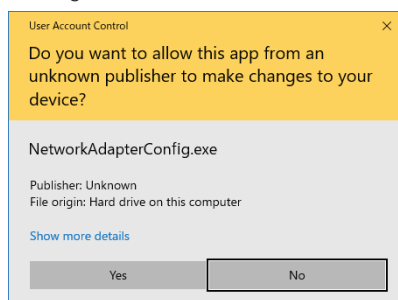 User Account Control
Do you want to allow this app from an
unknown publisher to make changes to your
device?
NetworkAdapterConfig.exe
Publisher: Unknown
File origin: Hard drive on this computer
Show more details
Yes No